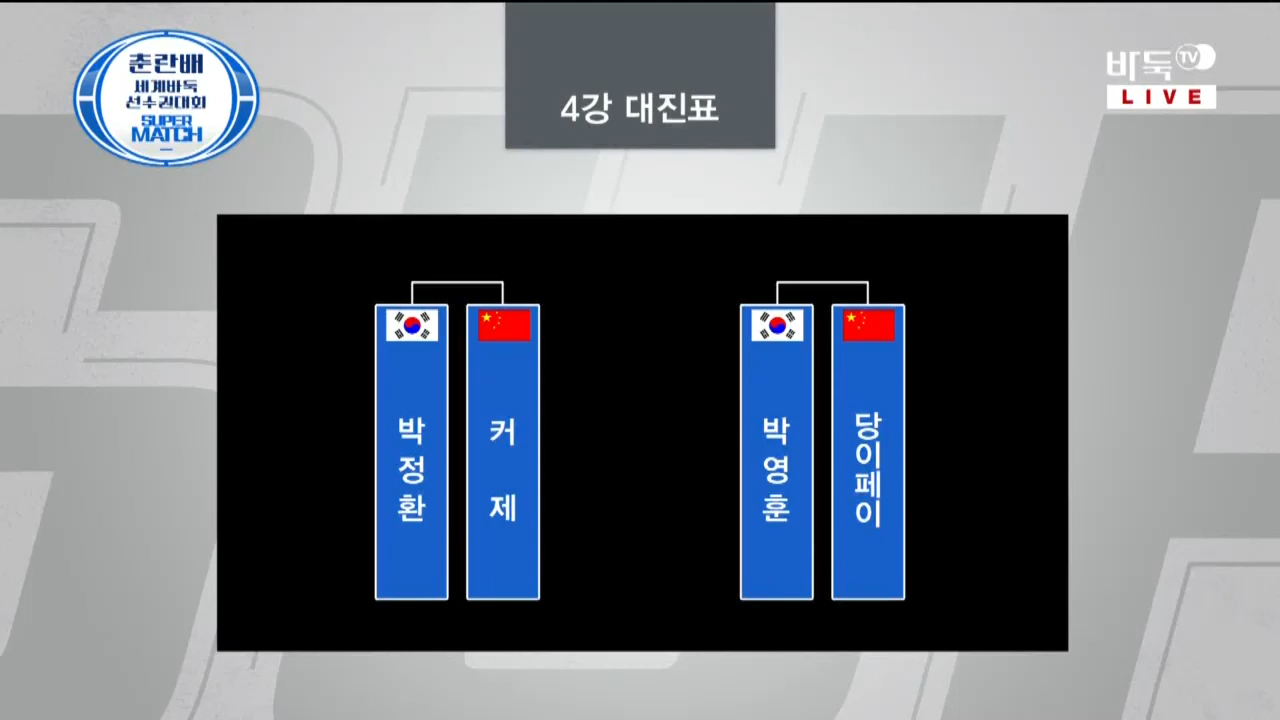 춘란배
세계바둑
선수권대회
SUPER
MATCH
4강 대진표
바둑TV
LIVE
박정환
커제
박영훈
당이페이